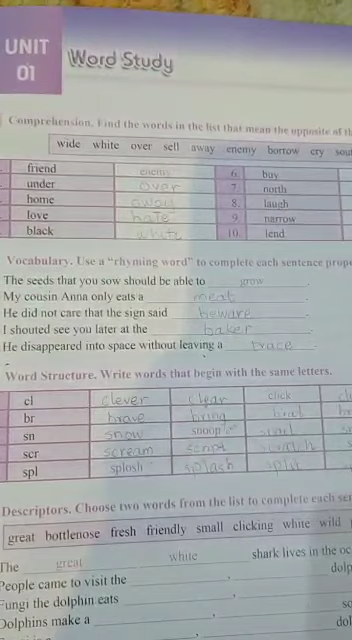 UNIT
01
Word Study
Comprehension. Find the words in the list that mean the opposite of
wide white over sell away enemy borrow cry
friend enemy 6. buy
under over 7. north
home away 8. laugh
love hate 9. narrow
black white 10. lend
Vocabulary. Use a "rhyming word" to complete each sentence
The seeds that you sow should be able to grow.
My cousin Anna only eats a meat.
He did not care that the sign said beware.
I shouted see you later at the baker.
He disappeared into space without leaving a trace.
Word Structure. Write words that begin with the same letters.
cl clever clear click
br brave bring
sn snow snoop snail
scr scream script scratch
spl splosh splash split
Descriptors. Choose two words from the list to complete each
great bottlenose fresh friendly small clicking white wild
The great white shark lives in the
People came to visit the ,
Fungi the dolphin eats ,
Dolphins make a ,